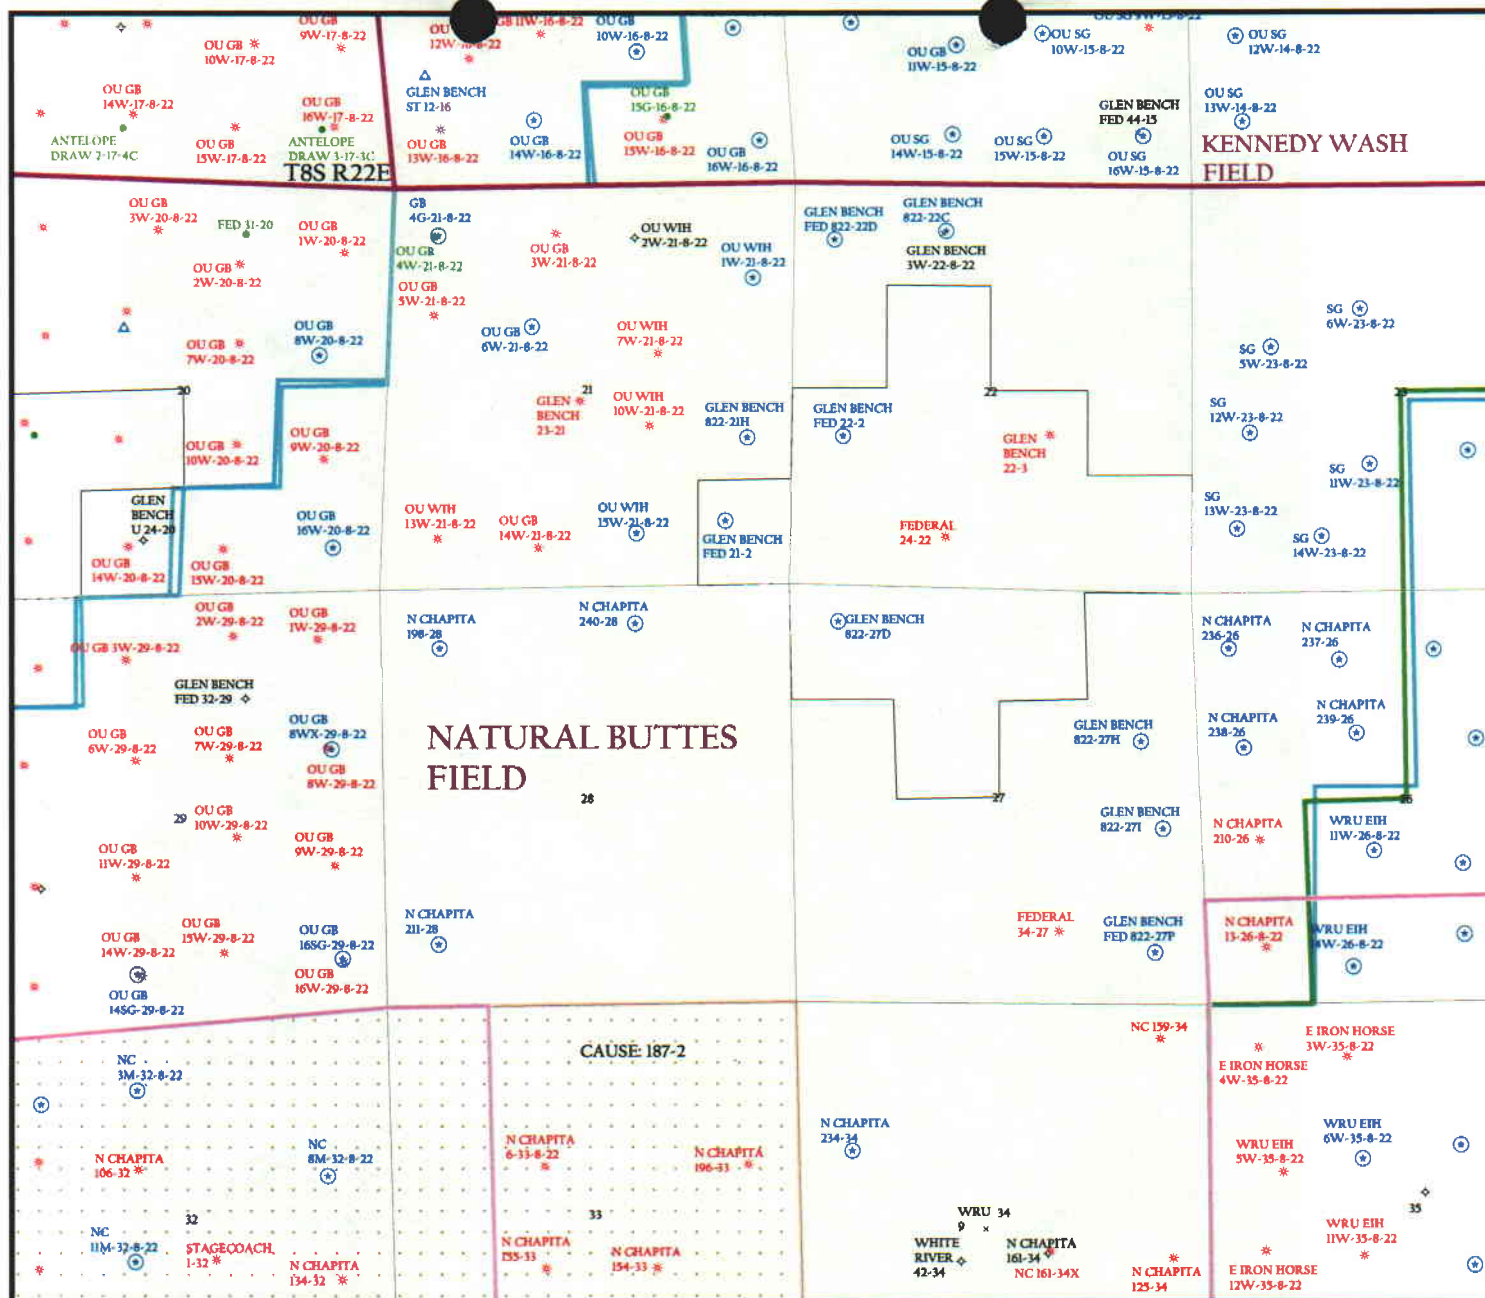 OU GB
9W-17-8-22
OU GB
10W-17-8-22
OU GB
14W-17-8-22
OU GB
16W-17-8-22
ANTELOPE
DRAW 2-17-4C
OU GB
15W-17-8-22
ANTELOPE
DRAW 3-17-3C
T8S R22E
OU GB
GB 11W-16-8-22
OU GB
10W-16-8-22
GLEN BENCH
ST 12-16
OU GB
13W-16-8-22
OU GB
14W-16-8-22
OU GB
15G-16-8-22
OU GB
15W-16-8-22
OU GB
16W-16-8-22
OU GB
11W-15-8-22
OU SG 9W-15-8-22
OU SG
10W-15-8-22
OU SG
12W-14-8-22
GLEN BENCH
FED 44-15
OU SG
13W-14-8-22
OU SG
14W-15-8-22
OU SG
15W-15-8-22
OU SG
16W-15-8-22
KENNEDY WASH
FIELD
OU GB
3W-20-8-22
FED 31-20
OU GB
1W-20-8-22
OU GB
2W-20-8-22
OU GB
8W-20-8-22
OU GB
7W-20-8-22
20
OU GB
10W-20-8-22
OU GB
9W-20-8-22
GLEN
BENCH
U 24-20
OU GB
16W-20-8-22
OU GB
14W-20-8-22
OU GB
15W-20-8-22
GB
4G-21-8-22
OU GB
4W-21-8-22
OU GB
5W-21-8-22
OU GB
3W-21-8-22
OU WIH
2W-21-8-22
OU WIH
1W-21-8-22
OU GB
6W-21-8-22
OU WIH
7W-21-8-22
21
GLEN
BENCH
23-21
OU WIH
10W-21-8-22
GLEN BENCH
822-21H
OU WIH
13W-21-8-22
OU GB
14W-21-8-22
OU WIH
15W-21-8-22
GLEN BENCH
FED 21-2
GLEN BENCH
FED 822-22D
GLEN BENCH
822-22C
GLEN BENCH
3W-22-8-22
22
GLEN BENCH
FED 22-2
GLEN
BENCH
22-3
FEDERAL
24-22
SG
6W-23-8-22
SG
5W-23-8-22
23
SG
12W-23-8-22
SG
11W-23-8-22
SG
13W-23-8-22
SG
14W-23-8-22
OU GB
2W-29-8-22
OU GB
1W-29-8-22
OU GB 3W-29-8-22
GLEN BENCH
FED 32-29
OU GB
6W-29-8-22
OU GB
7W-29-8-22
OU GB
8WX-29-8-22
OU GB
8W-29-8-22
29
OU GB
10W-29-8-22
OU GB
11W-29-8-22
OU GB
9W-29-8-22
OU GB
14W-29-8-22
OU GB
15W-29-8-22
OU GB
16SG-29-8-22
OU GB
16W-29-8-22
OU GB
14SG-29-8-22
N CHAPITA
198-28
N CHAPITA
240-28
NATURAL BUTTES
FIELD
28
N CHAPITA
211-28
GLEN BENCH
822-27D
GLEN BENCH
822-27H
27
GLEN BENCH
822-27I
FEDERAL
34-27
GLEN BENCH
FED 822-27P
N CHAPITA
236-26
N CHAPITA
237-26
N CHAPITA
238-26
N CHAPITA
239-26
26
N CHAPITA
210-26
WRU EIH
11W-26-8-22
N CHAPITA
13-26-8-22
WRU EIH
14W-26-8-22
NC
3M-32-8-22
N CHAPITA
106-32
NC
8M-32-8-22
32
NC
11M-32-8-22
STAGECOACH
1-32
N CHAPITA
134-32
CAUSE: 187-2
N CHAPITA
6-33-8-22
N CHAPITA
196-33
33
N CHAPITA
155-33
N CHAPITA
154-33
NC 159-34
N CHAPITA
234-34
WRU 34
9
WHITE
RIVER
42-34
N CHAPITA
161-34
NC 161-34X
N CHAPITA
125-34
E IRON HORSE
3W-35-8-22
E IRON HORSE
4W-35-8-22
WRU EIH
6W-35-8-22
WRU EIH
5W-35-8-22
35
WRU EIH
11W-35-8-22
E IRON HORSE
12W-35-8-22